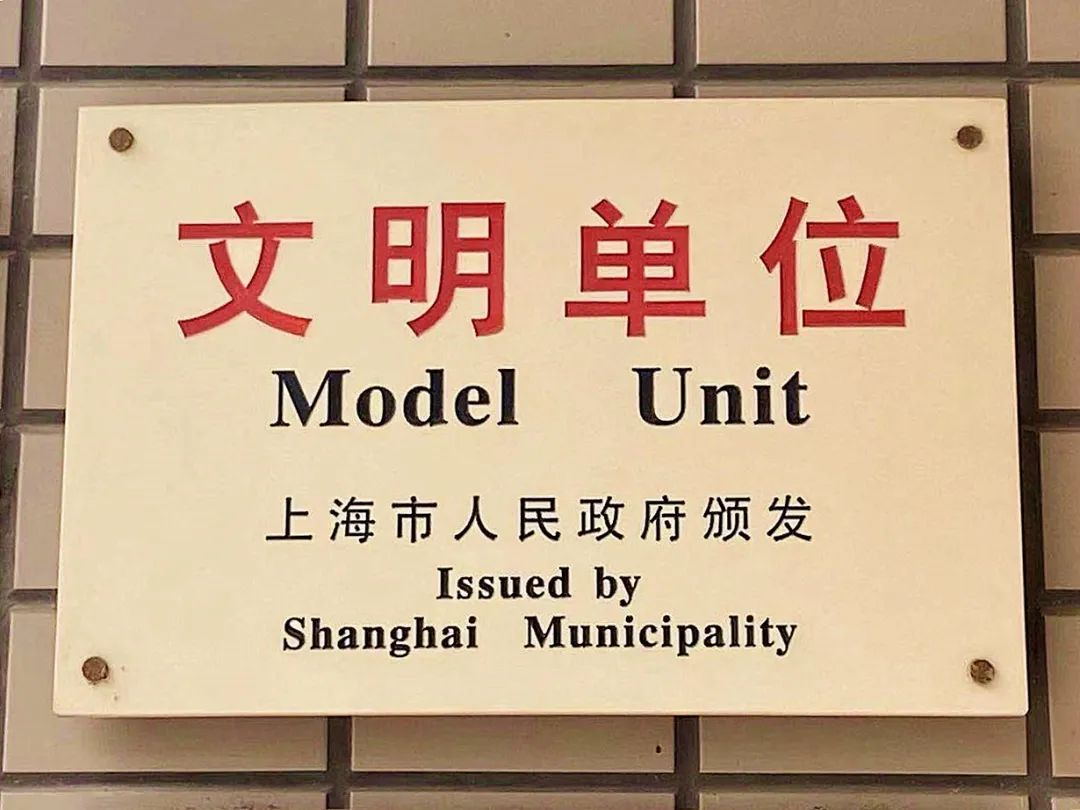 文明单位
Model Unit
上海市人民政府颁发
Issued by
Shanghai Municipality